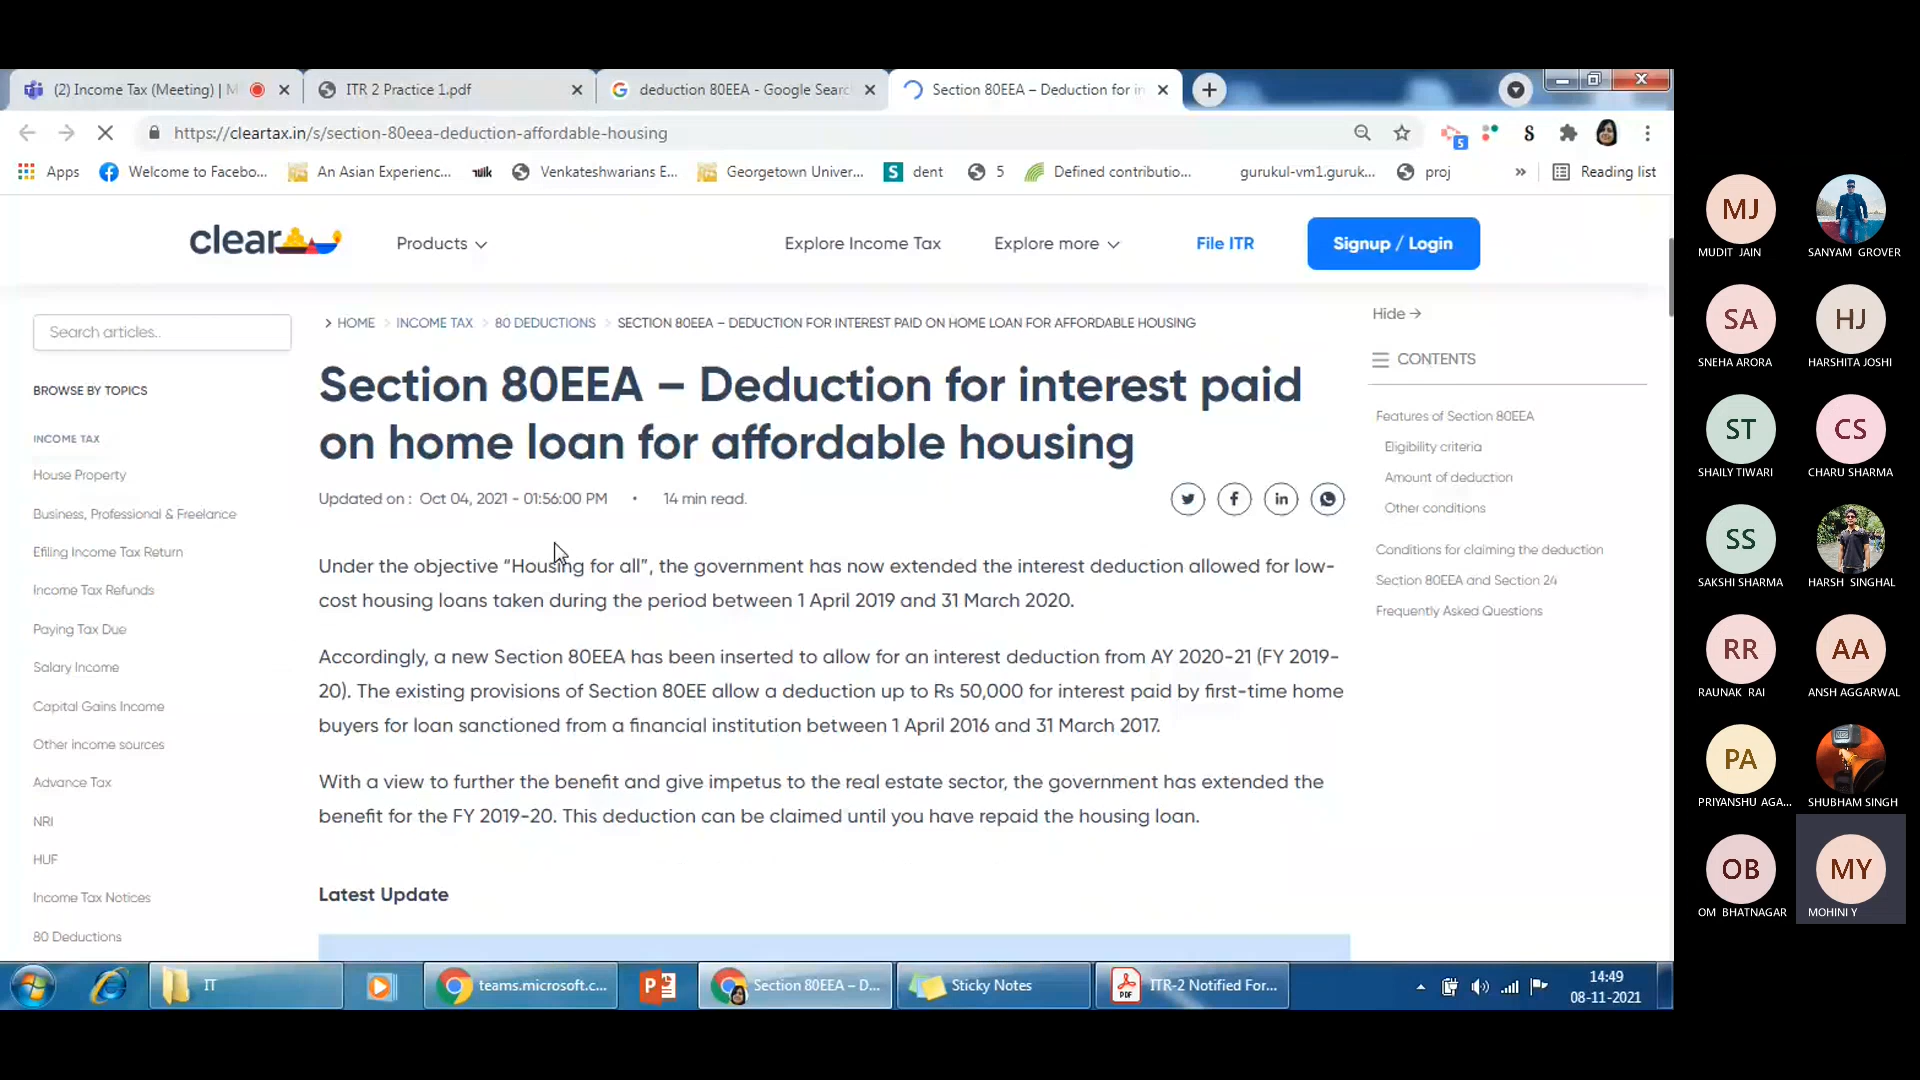 (2) Income Tax (Meeting) | M
ITR 2 Practice 1.pdf
deduction 80EEA - Google Searc
Section 80EEA – Deduction for in
https://cleartax.in/s/section-80eea-deduction-affordable-housing
5
S
Apps
Welcome to Facebo...
An Asian Experienc...
Venkateshwarians E...
Georgetown Univer...
S
dent
5
Defined contributio...
gurukul-vm1.guruk...
proj
»
Reading list
clear
Products
Explore Income Tax
Explore more
File ITR
Signup / Login
Search articles..
BROWSE BY TOPICS
INCOME TAX
House Property
Business, Professional & Freelance
Efiling Income Tax Return
Income Tax Refunds
Paying Tax Due
Salary Income
Capital Gains Income
Other income sources
Advance Tax
NRI
HUF
Income Tax Notices
80 Deductions
> HOME > INCOME TAX > 80 DEDUCTIONS > SECTION 80EEA – DEDUCTION FOR INTEREST PAID ON HOME LOAN FOR AFFORDABLE HOUSING
Section 80EEA – Deduction for interest paid
on home loan for affordable housing
Updated on : Oct 04, 2021 - 01:56:00 PM • 14 min read.
Under the objective “Housing for all”, the government has now extended the interest deduction allowed for low-
cost housing loans taken during the period between 1 April 2019 and 31 March 2020.
Accordingly, a new Section 80EEA has been inserted to allow for an interest deduction from AY 2020-21 (FY 2019-
20). The existing provisions of Section 80EE allow a deduction up to Rs 50,000 for interest paid by first-time home
buyers for loan sanctioned from a financial institution between 1 April 2016 and 31 March 2017.
With a view to further the benefit and give impetus to the real estate sector, the government has extended the
benefit for the FY 2019-20. This deduction can be claimed until you have repaid the housing loan.
Latest Update
Hide →
CONTENTS
Features of Section 80EEA
Eligibility criteria
Amount of deduction
Other conditions
Conditions for claiming the deduction
Section 80EEA and Section 24
Frequently Asked Questions
IT
teams.microsoft.c...
Section 80EEA – D...
Sticky Notes
PDF
ITR-2 Notified For...
14:49
08-11-2021
MJ
MUDIT JAIN
SANYAM GROVER
SA
SNEHA ARORA
HJ
HARSHITA JOSHI
ST
SHAILY TIWARI
CS
CHARU SHARMA
SS
SAKSHI SHARMA
HARSH SINGHAL
RR
RAUNAK RAI
AA
ANSH AGGARWAL
PA
PRIYANSHU AGA...
SHUBHAM SINGH
OB
OM BHATNAGAR
MY
MOHINI Y